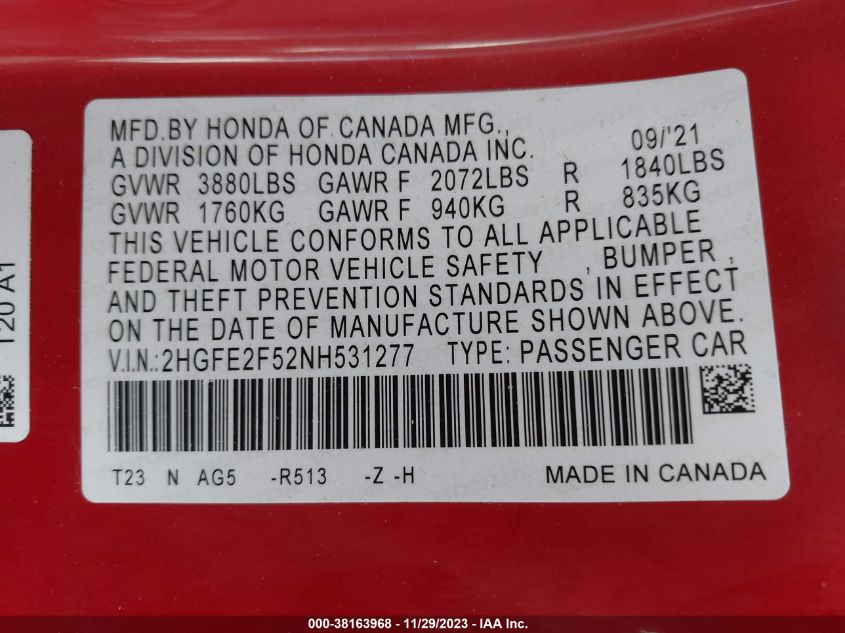 MFD.BY HONDA OF CANADA MFG.,
A DIVISION OF HONDA CANADA INC. 09/'21
GVWR 3880LBS GAWR F 2072LBS R 1840LBS
GVWR 1760KG GAWR F 940KG R 835KG
THIS VEHICLE CONFORMS TO ALL APPLICABLE
FEDERAL MOTOR VEHICLE SAFETY , BUMPER ,
AND THEFT PREVENTION STANDARDS IN EFFECT
ON THE DATE OF MANUFACTURE SHOWN ABOVE.
V.I.N.:2HGFE2F52NH531277 TYPE: PASSENGER CAR
T23 N AG5 -R513 -Z -H MADE IN CANADA
T20 A1
000-38163968 - 11/29/2023 - IAA Inc.